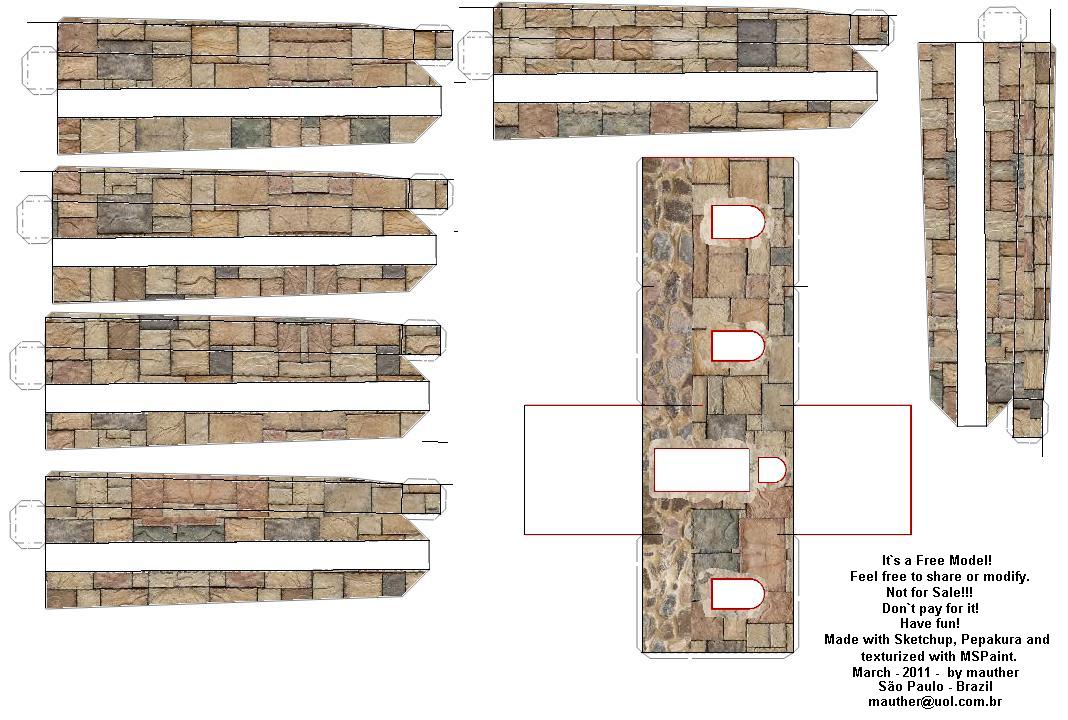 It`s a Free Model!
Feel free to share or modify.
Not for Sale!!!
Don`t pay for it!
Have fun!
Made with Sketchup, Pepakura and
texturized with MSPaint.
March - 2011 - by mauther
São Paulo - Brazil
mauther@uol.com.br